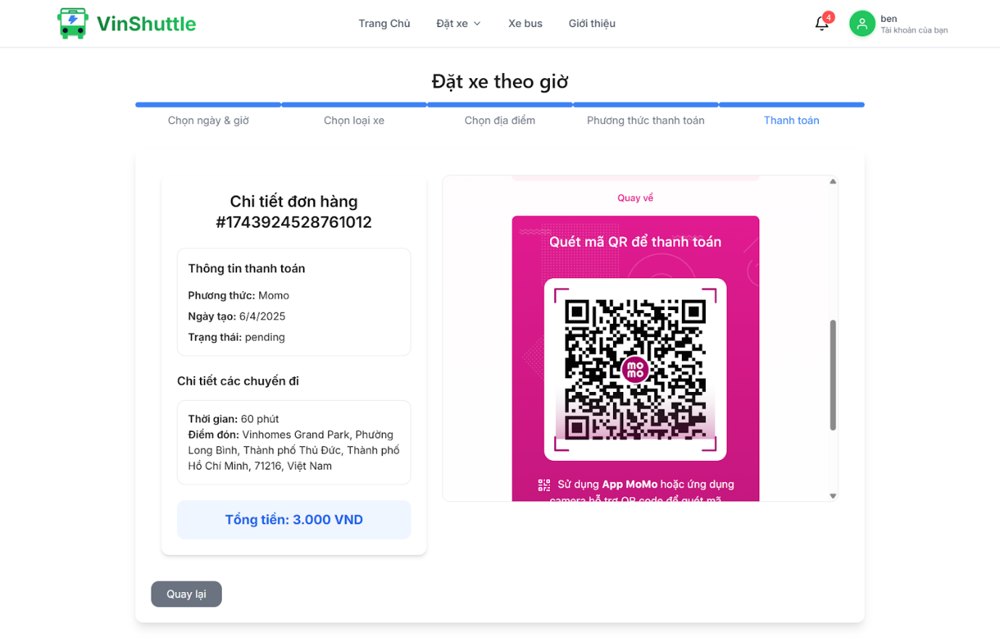 VinShuttle
Trang Chủ
Đặt xe
Xe bus
Giới thiệu
4
ben
Tài khoản của bạn
Đặt xe theo giờ
Chọn ngày & giờ
Chọn loại xe
Chọn địa điểm
Phương thức thanh toán
Thanh toán
Chi tiết đơn hàng
#1743924528761012
Thông tin thanh toán
Phương thức: Momo
Ngày tạo: 6/4/2025
Trạng thái: pending
Chi tiết các chuyến đi
Thời gian: 60 phút
Điểm đón: Vinhomes Grand Park, Phường
Long Bình, Thành phố Thủ Đức, Thành phố
Hồ Chí Minh, 71216, Việt Nam
Tổng tiền: 3.000 VND
Quay lại
Quay về
Quét mã QR để thanh toán
mo
mo
Sử dụng App MoMo hoặc ứng dụng
camera hỗ trợ QR code để quét mã